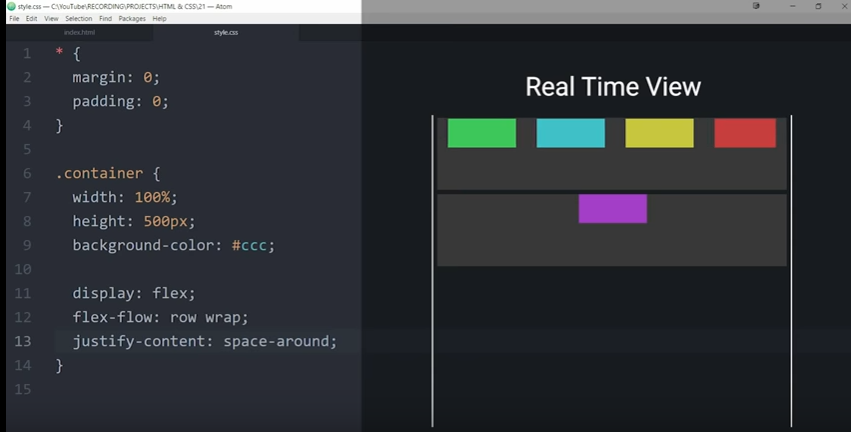 style.css — C:\YouTube\RECORDING\PROJECTS\HTML & CSS\21 — Atom
File Edit View Selection Find Packages Help
index.html style.css
1 * {
2 margin: 0;
3 padding: 0;
4 }
5
6 .container {
7 width: 100%;
8 height: 500px;
9 background-color: #ccc;
10
11 display: flex;
12 flex-flow: row wrap;
13 justify-content: space-around;
14 }
15
Real Time View